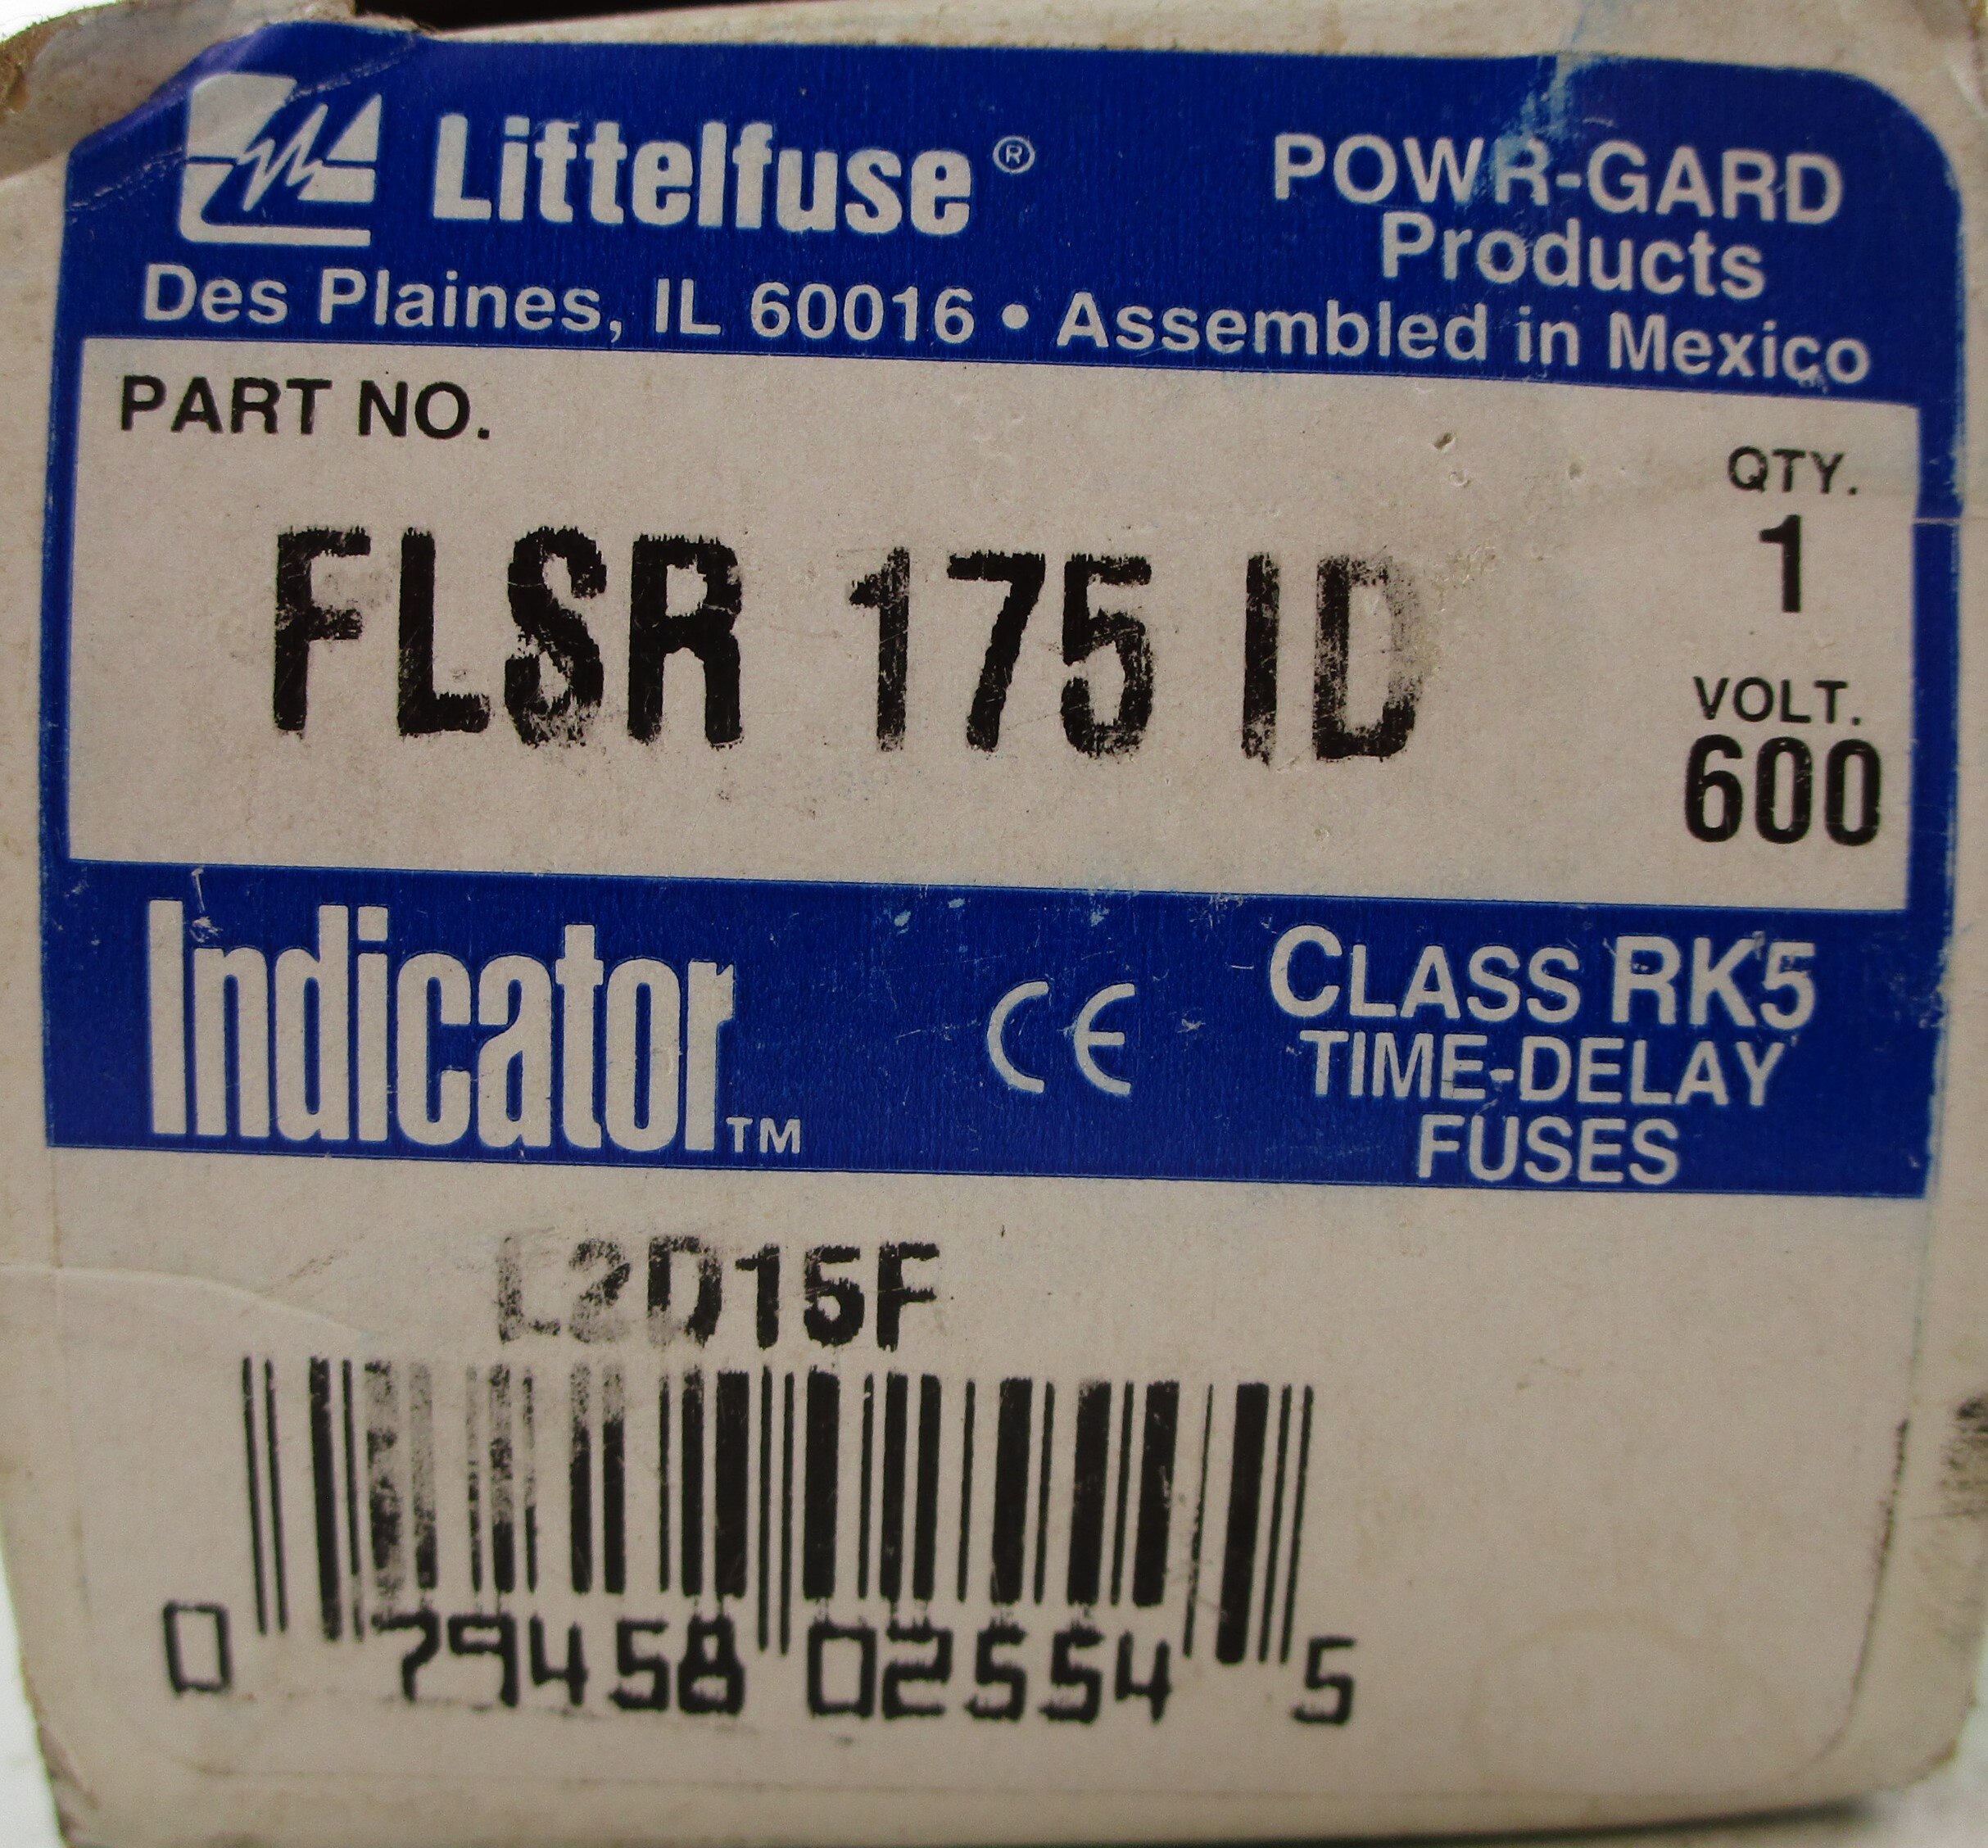 Littelfuse®
POWR-GARD
Products
Des Plaines, IL 60016 • Assembled in Mexico
PART NO.
QTY.
1
FLSR 175 ID
VOLT.
600
Indicator™
CE
CLASS RK5
TIME-DELAY
FUSES
L2D15F
0 79458 02554 5